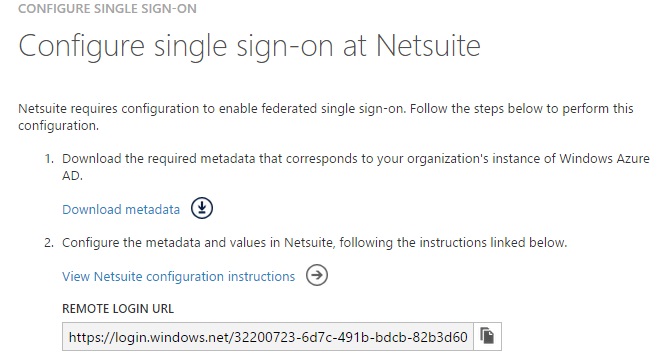 CONFIGURE SINGLE SIGN-ON
Configure single sign-on at Netsuite
Netsuite requires configuration to enable federated single sign-on. Follow the steps below to perform this
configuration.
1. Download the required metadata that corresponds to your organization's instance of Windows Azure
AD.
Download metadata
2. Configure the metadata and values in Netsuite, following the instructions linked below.
View Netsuite configuration instructions
REMOTE LOGIN URL
https://login.windows.net/32200723-6d7c-491b-bdcb-82b3d60